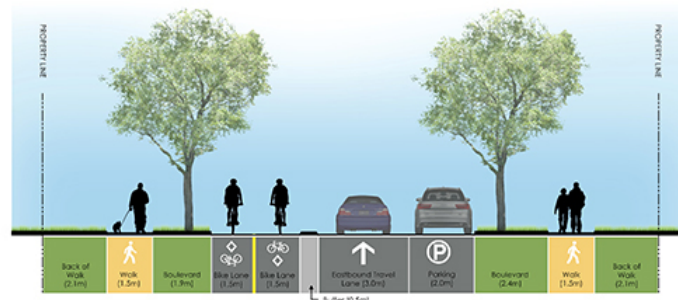 PROPERTY LINE
PROPERTY LINE
Back of
Walk
(2.1m)
Walk
(1.5m)
Boulevard
(1.9m)
Bike Lane
(1.5m)
Bike Lane
(1.5m)
Eastbound Travel
Lane (3.0m)
P
Parking
(2.0m)
Boulevard
(2.4m)
Walk
(1.5m)
Back of
Walk
(2.1m)